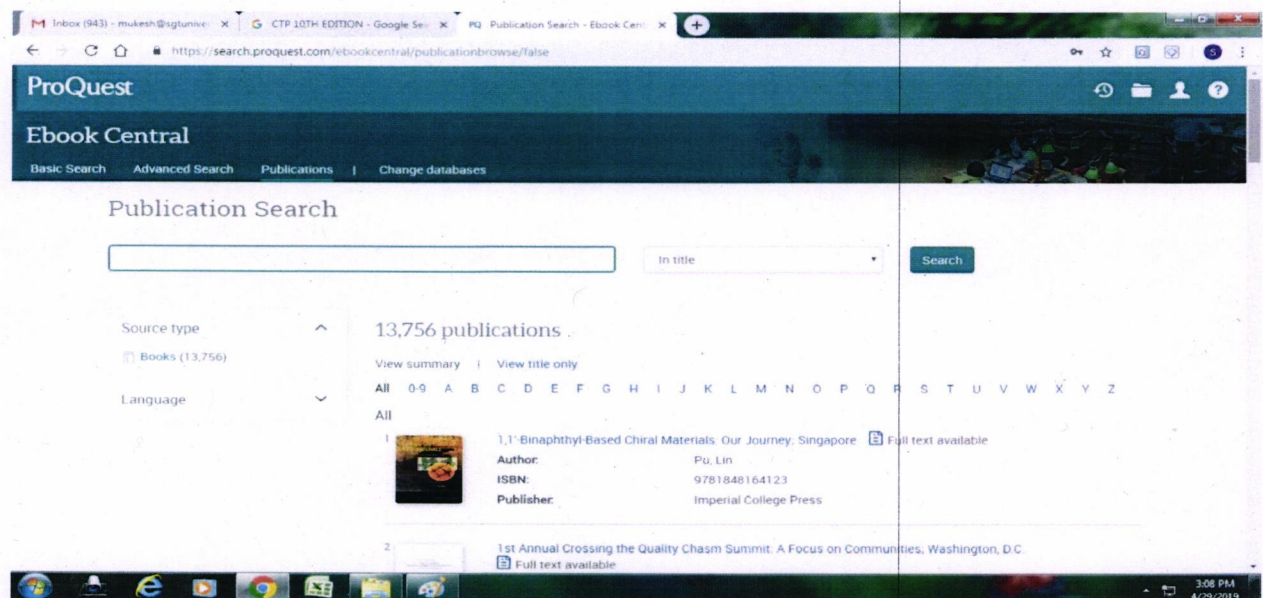 Inbox (943) - mukesh@sgtunive
CTP 10TH EDITION - Google Se
PQ Publication Search - Ebook Cent
https://search.proquest.com/ebookcentral/publicationbrowse/false
S
ProQuest
Ebook Central
Basic Search Advanced Search Publications | Change databases
Publication Search
In title
Search
Source type
Books (13,756)
Language
13,756 publications
View summary | View title only
All 0-9 A B C D E F G H I J K L M N O P Q R S T U V W X Y Z
All
1 1,1'-Binaphthyl-Based Chiral Materials: Our Journey; Singapore Full text available
Author: Pu, Lin
ISBN: 9781848164123
Publisher: Imperial College Press
2 1st Annual Crossing the Quality Chasm Summit: A Focus on Communities; Washington, D.C.
Full text available
3:08 PM
4/29/2019